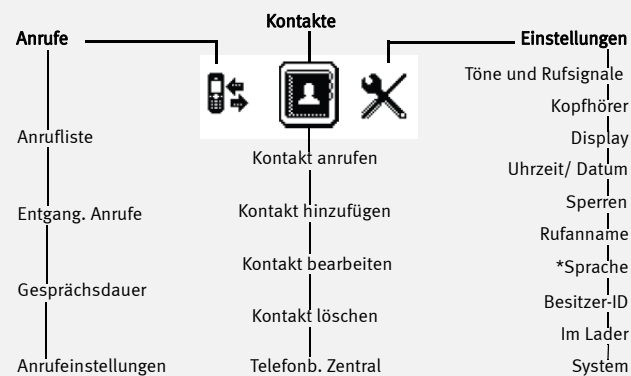 Kontakte
Anrufe
Einstellungen
Anrufliste
Entgang. Anrufe
Gesprächsdauer
Anrufeinstellungen
Kontakt anrufen
Kontakt hinzufügen
Kontakt bearbeiten
Kontakt löschen
Telefonb. Zentral
Töne und Rufsignale
Kopfhörer
Display
Uhrzeit/ Datum
Sperren
Rufanname
*Sprache
Besitzer-ID
Im Lader
System